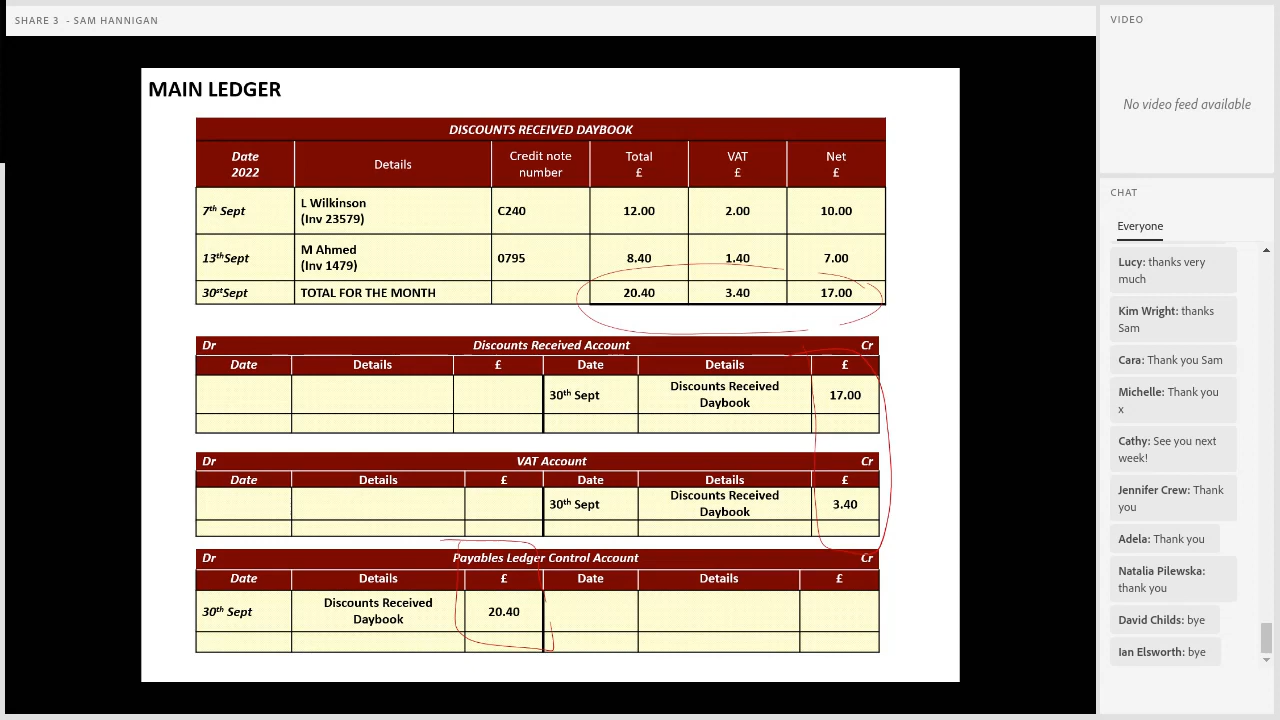 SHARE 3 - SAM HANNIGAN
MAIN LEDGER
DISCOUNTS RECEIVED DAYBOOK
Date 2022 Details Credit note number Total £ VAT £ Net £
7th Sept L Wilkinson (Inv 23579) C240 12.00 2.00 10.00
13thSept M Ahmed (Inv 1479) 0795 8.40 1.40 7.00
30stSept TOTAL FOR THE MONTH 20.40 3.40 17.00
Dr Discounts Received Account Cr
Date Details £ Date Details £
30th Sept Discounts Received Daybook 17.00
Dr VAT Account Cr
Date Details £ Date Details £
30th Sept Discounts Received Daybook 3.40
Dr Payables Ledger Control Account Cr
Date Details £ Date Details £
30th Sept Discounts Received Daybook 20.40
VIDEO
No video feed available
CHAT
Everyone
Lucy: thanks very
much
Kim Wright: thanks
Sam
Cara: Thank you Sam
Michelle: Thank you
x
Cathy: See you next
week!
Jennifer Crew: Thank
you
Adela: Thank you
Natalia Pilewska:
thank you
David Childs: bye
Ian Elsworth: bye